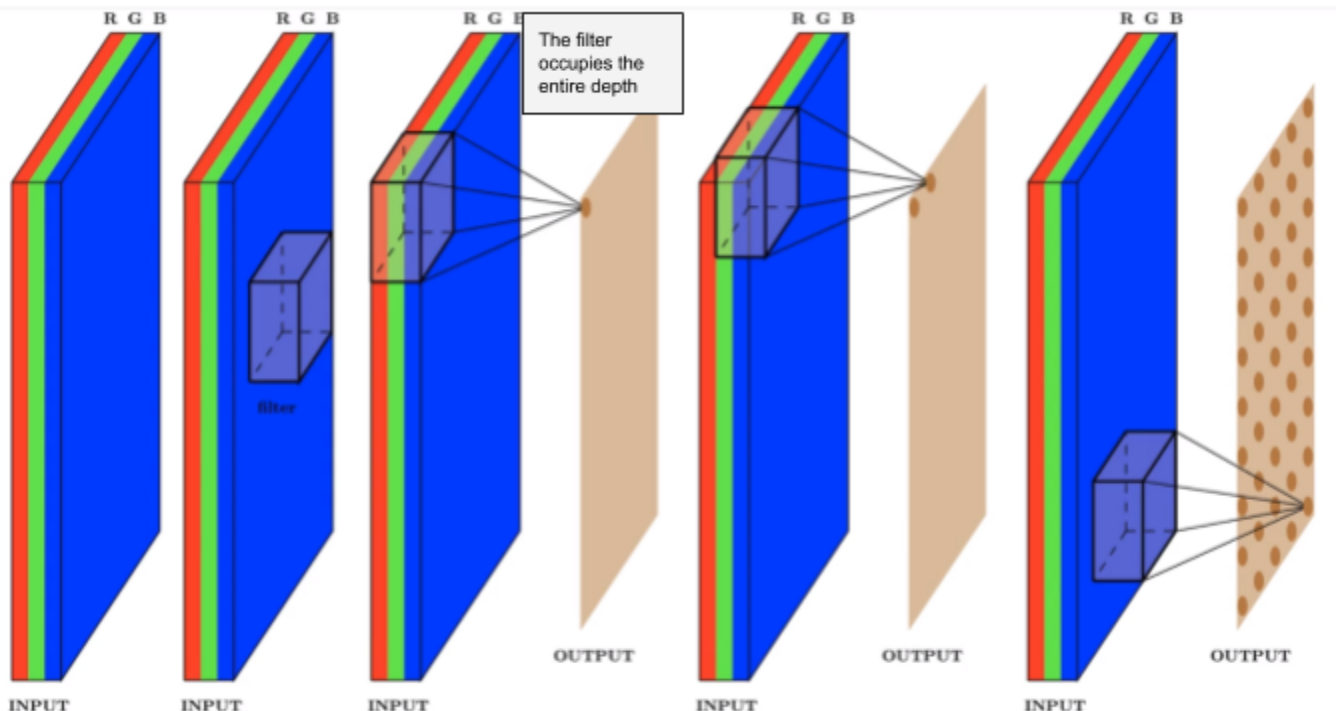 R G B
R G B
R G B
The filter
occupies the
entire depth
R G B
R G B
filter
OUTPUT
OUTPUT
OUTPUT
INPUT
INPUT
INPUT
INPUT
INPUT